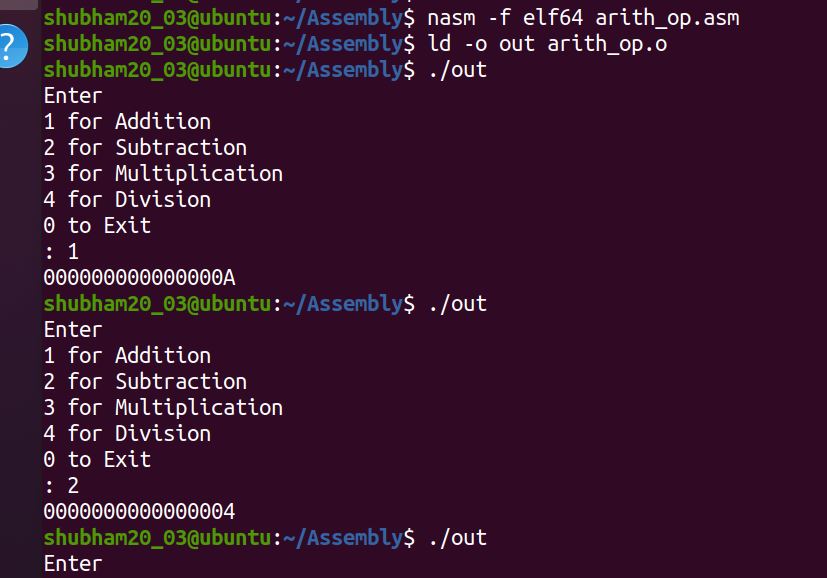 shubham20_03@ubuntu:~/Assembly$ nasm -f elf64 arith_op.asm
shubham20_03@ubuntu:~/Assembly$ ld -o out arith_op.o
shubham20_03@ubuntu:~/Assembly$ ./out
Enter
1 for Addition
2 for Subtraction
3 for Multiplication
4 for Division
0 to Exit
: 1
000000000000000A
shubham20_03@ubuntu:~/Assembly$ ./out
Enter
1 for Addition
2 for Subtraction
3 for Multiplication
4 for Division
0 to Exit
: 2
0000000000000004
shubham20_03@ubuntu:~/Assembly$ ./out
Enter